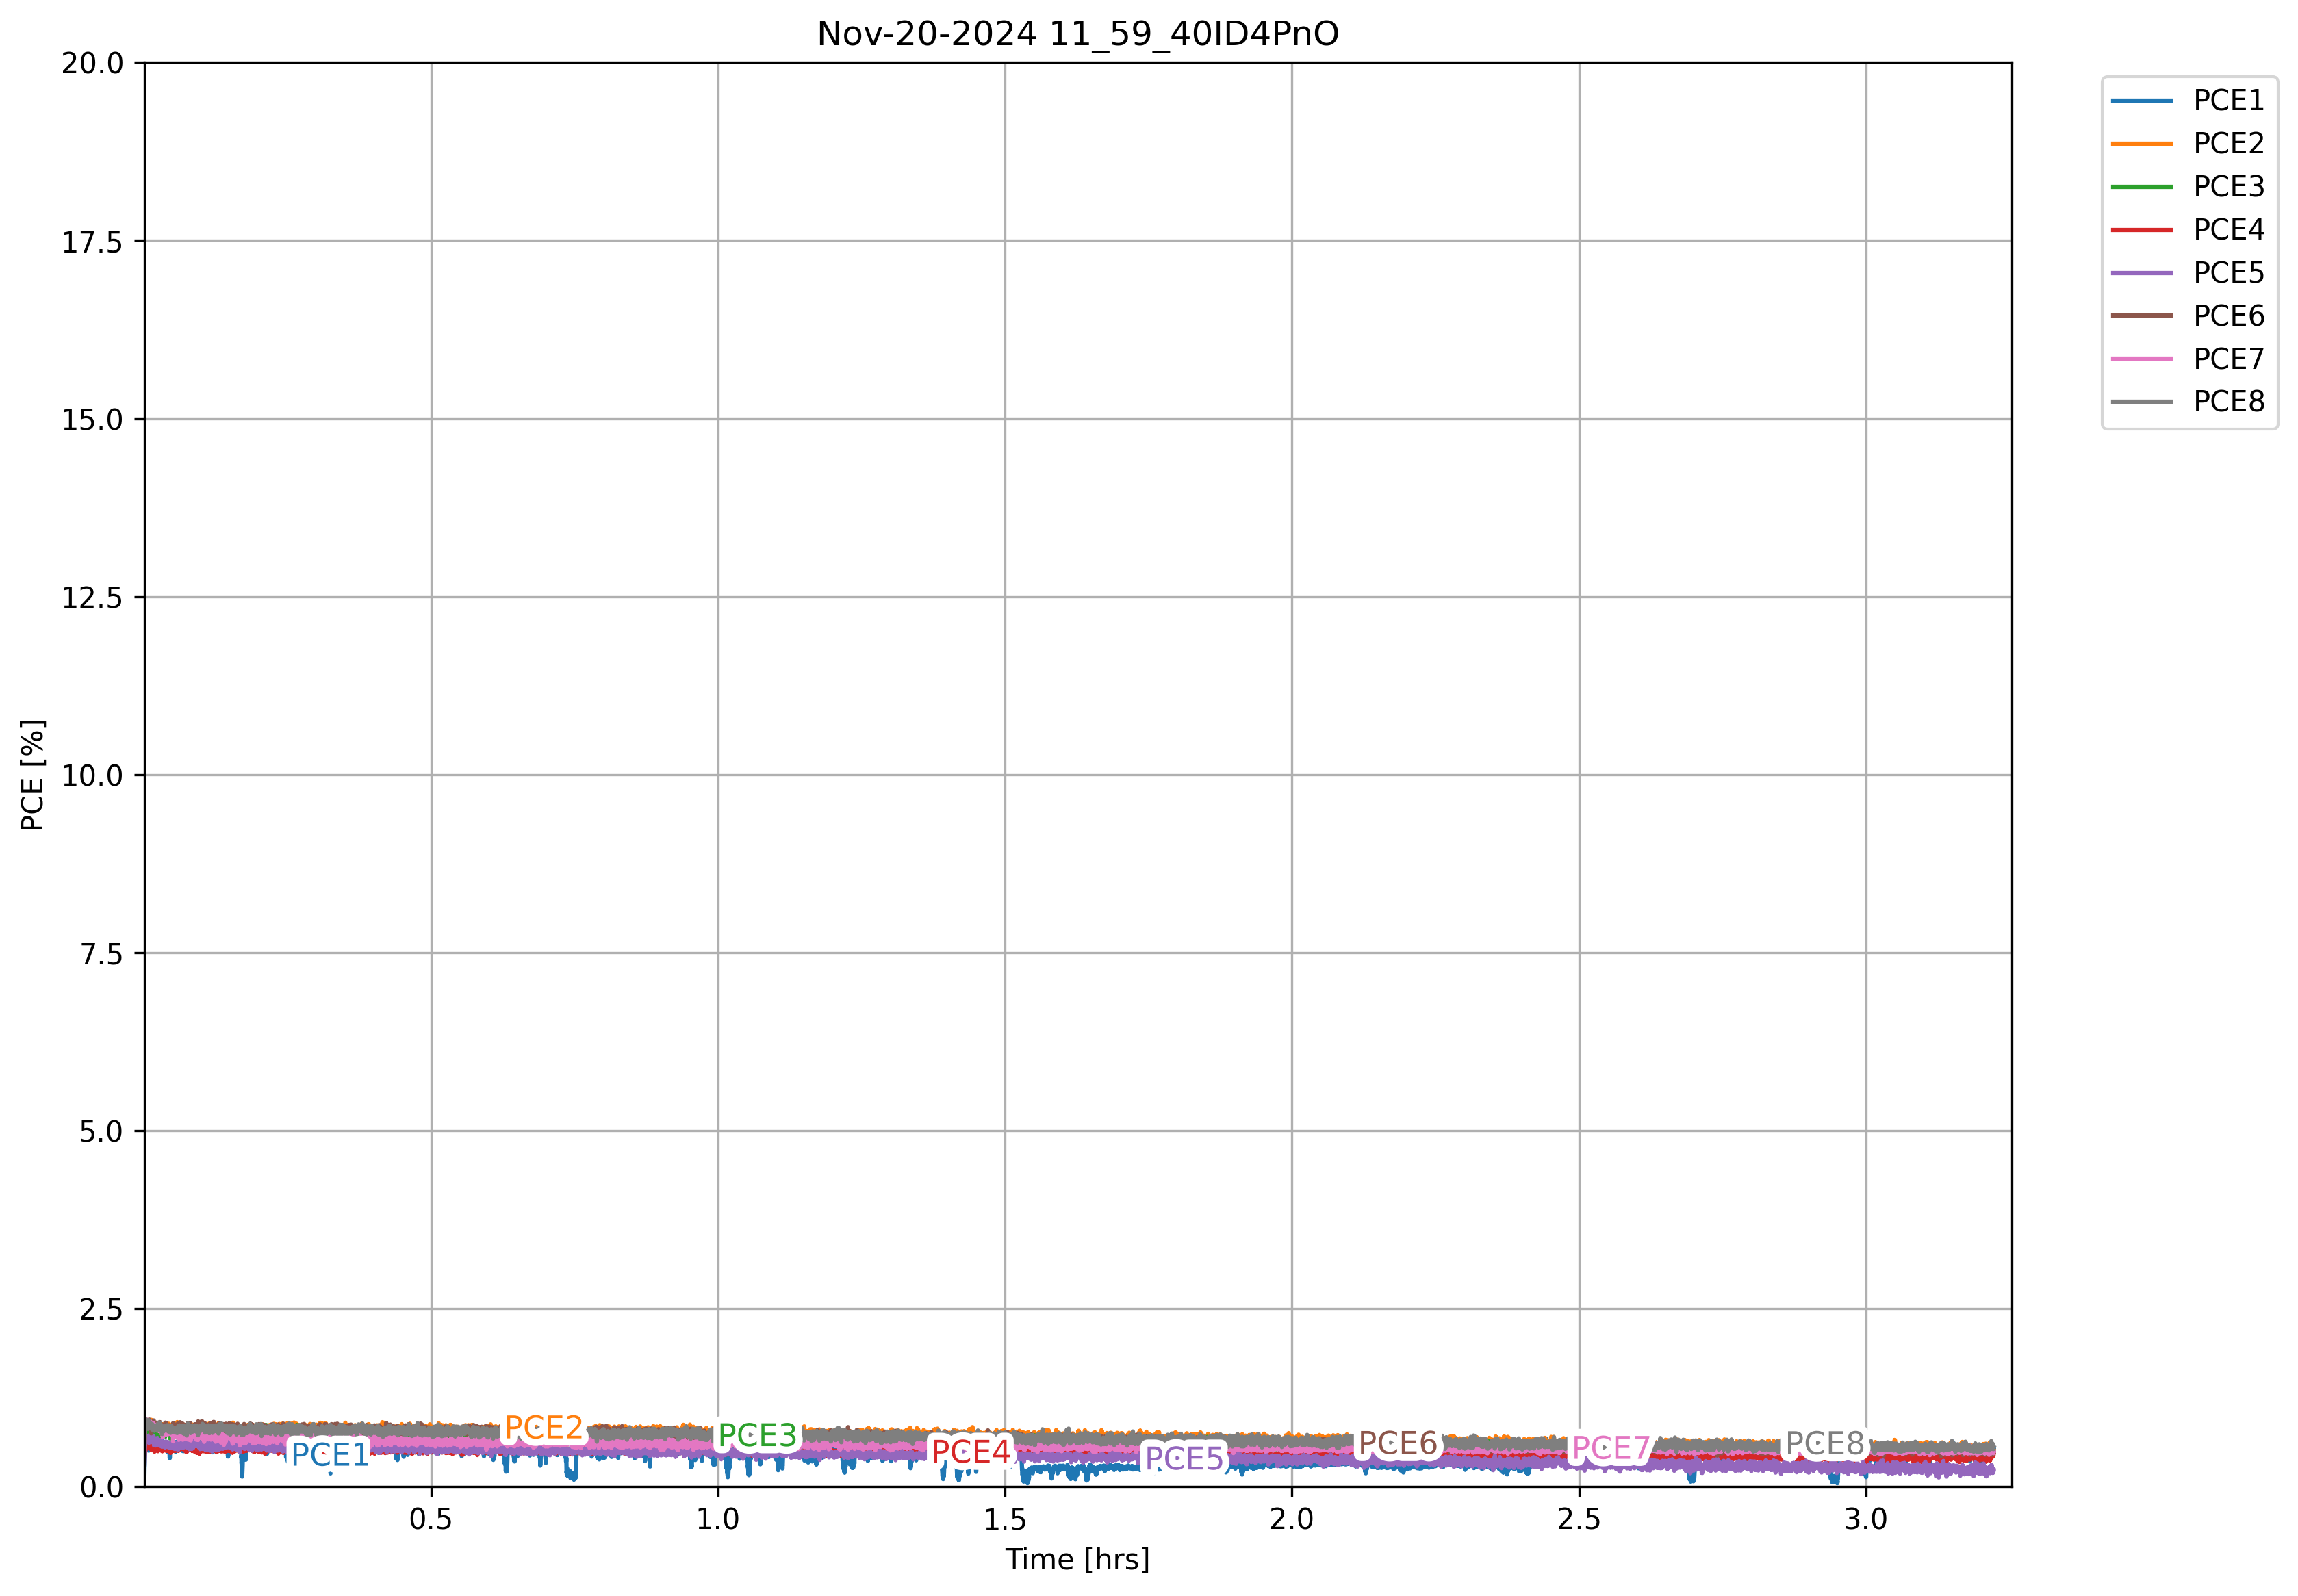 Nov-20-2024 11_59_40ID4PnO
20.0
17.5
15.0
12.5
10.0
7.5
5.0
2.5
0.0
PCE [%]
0.5
1.0
1.5
2.0
2.5
3.0
Time [hrs]
PCE1
PCE2
PCE3
PCE4
PCE5
PCE6
PCE7
PCE8
PCE1
PCE2
PCE3
PCE4
PCE5
PCE6
PCE7
PCE8